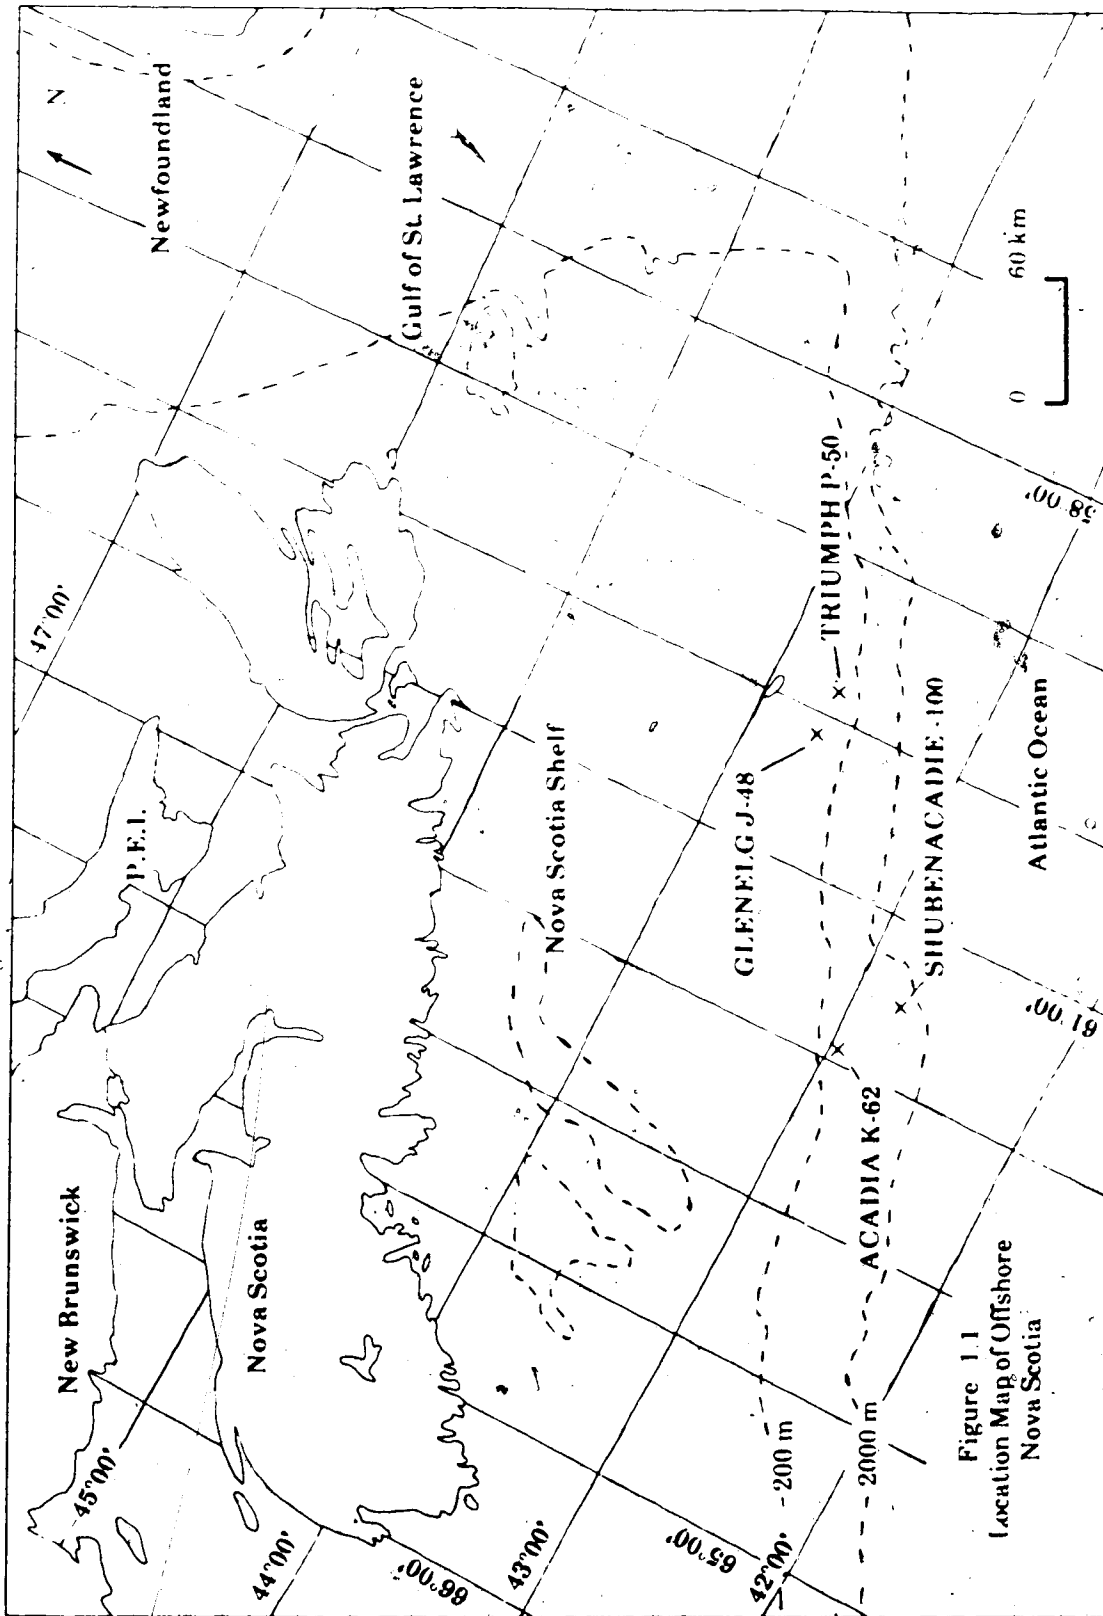 N
Newfoundland
Gulf of St. Lawrence
47°00'
P.E.I.
New Brunswick
Nova Scotia
45°00'
44°00'
66°00'
43°00'
65°00'
42°00'
Nova Scotia Shelf
GLENELG J-48
TRIUMPH P-50
SHUBENACADIE -100
ACADIA K-62
Atlantic Ocean
61°00'
58°00'
0 60 km
200 m
2000 m
Figure 1.1
Location Map of Offshore
Nova Scotia